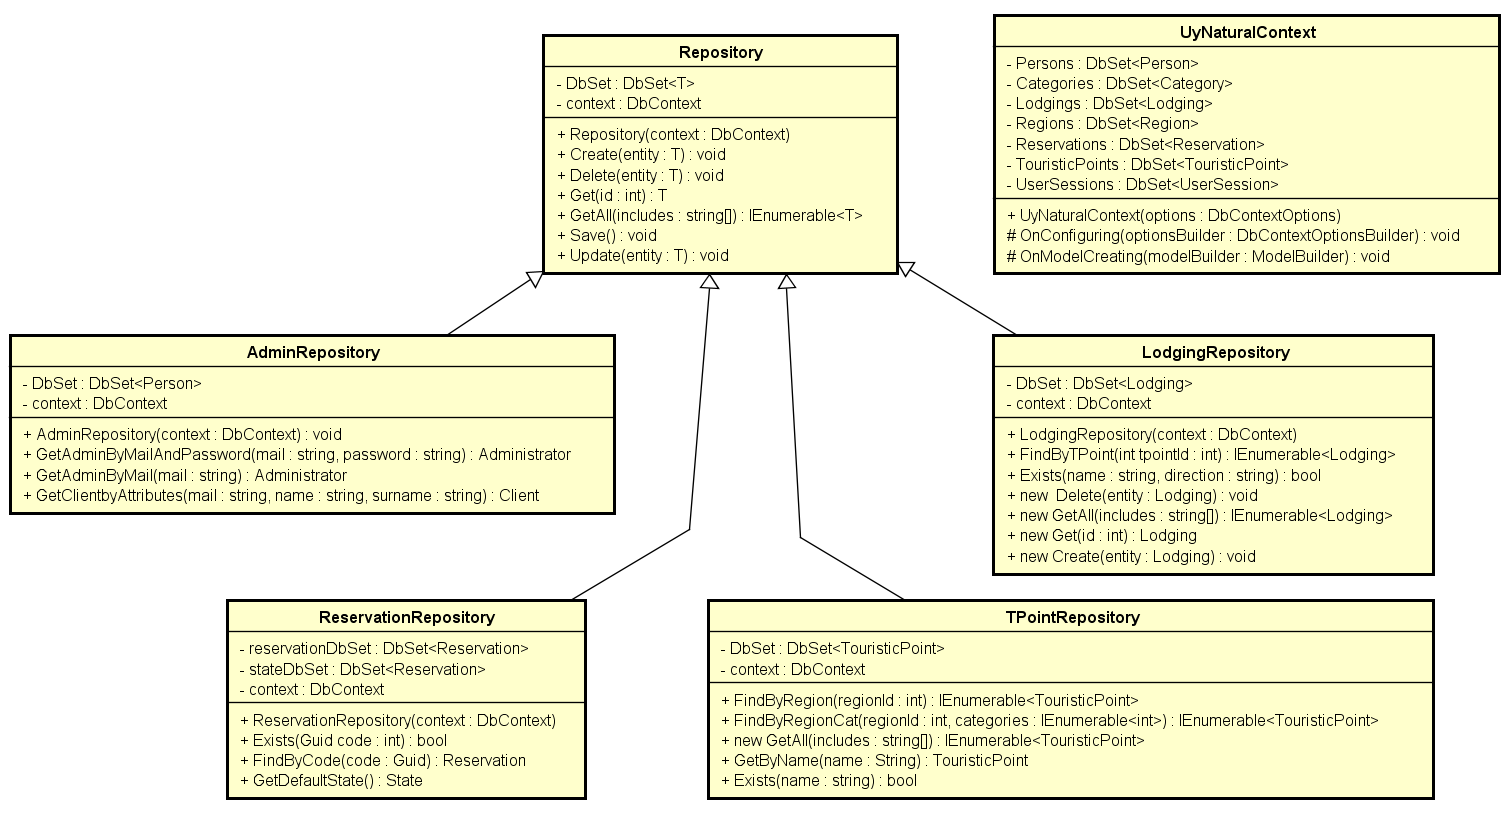 Repository
- DbSet : DbSet<T>
- context : DbContext
+ Repository(context : DbContext)
+ Create(entity : T) : void
+ Delete(entity : T) : void
+ Get(id : int) : T
+ GetAll(includes : string[]) : IEnumerable<T>
+ Save() : void
+ Update(entity : T) : void
UyNaturalContext
- Persons : DbSet<Person>
- Categories : DbSet<Category>
- Lodgings : DbSet<Lodging>
- Regions : DbSet<Region>
- Reservations : DbSet<Reservation>
- TouristicPoints : DbSet<TouristicPoint>
- UserSessions : DbSet<UserSession>
+ UyNaturalContext(options : DbContextOptions)
# OnConfiguring(optionsBuilder : DbContextOptionsBuilder) : void
# OnModelCreating(modelBuilder : ModelBuilder) : void
AdminRepository
- DbSet : DbSet<Person>
- context : DbContext
+ AdminRepository(context : DbContext) : void
+ GetAdminByMailAndPassword(mail : string, password : string) : Administrator
+ GetAdminByMail(mail : string) : Administrator
+ GetClientbyAttributes(mail : string, name : string, surname : string) : Client
LodgingRepository
- DbSet : DbSet<Lodging>
- context : DbContext
+ LodgingRepository(context : DbContext)
+ FindByTPoint(int tpointId : int) : IEnumerable<Lodging>
+ Exists(name : string, direction : string) : bool
+ new  Delete(entity : Lodging) : void
+ new GetAll(includes : string[]) : IEnumerable<Lodging>
+ new Get(id : int) : Lodging
+ new Create(entity : Lodging) : void
ReservationRepository
- reservationDbSet : DbSet<Reservation>
- stateDbSet : DbSet<Reservation>
- context : DbContext
+ ReservationRepository(context : DbContext)
+ Exists(Guid code : int) : bool
+ FindByCode(code : Guid) : Reservation
+ GetDefaultState() : State
TPointRepository
- DbSet : DbSet<TouristicPoint>
- context : DbContext
+ FindByRegion(regionId : int) : IEnumerable<TouristicPoint>
+ FindByRegionCat(regionId : int, categories : IEnumerable<int>) : IEnumerable<TouristicPoint>
+ new GetAll(includes : string[]) : IEnumerable<TouristicPoint>
+ GetByName(name : String) : TouristicPoint
+ Exists(name : string) : bool